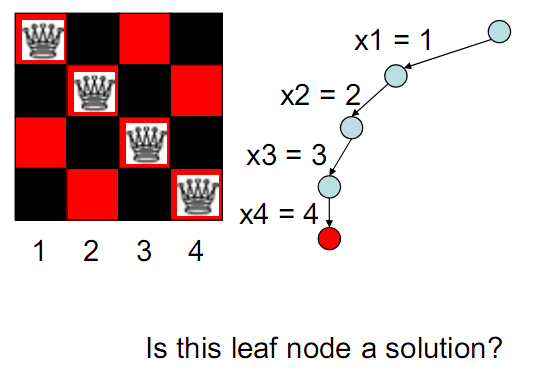 x1 = 1
x2 = 2
x3 = 3
x4 = 4
1 2 3 4
Is this leaf node a solution?